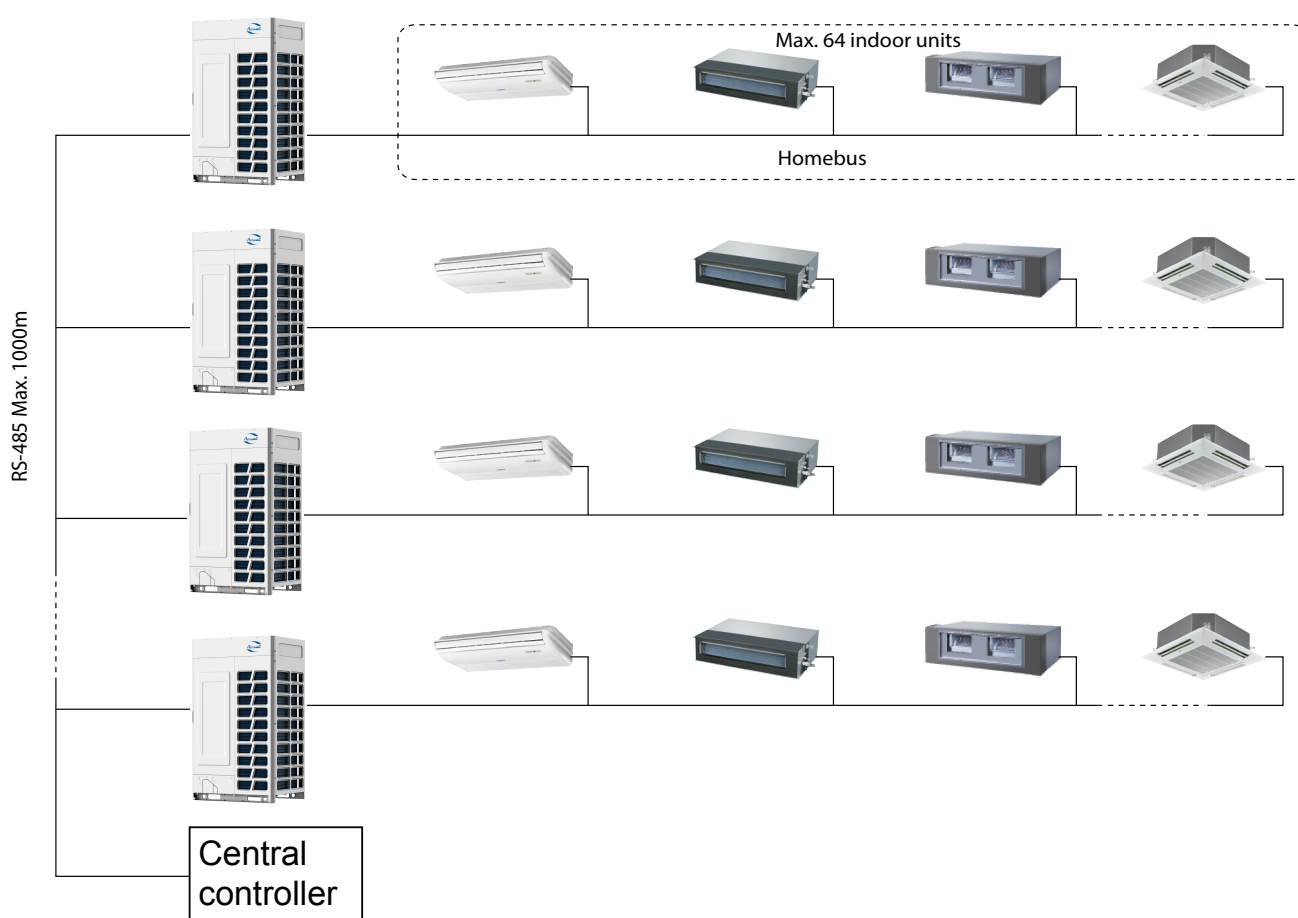 Max. 64 indoor units
Homebus
RS-485 Max. 1000m
Central
controller